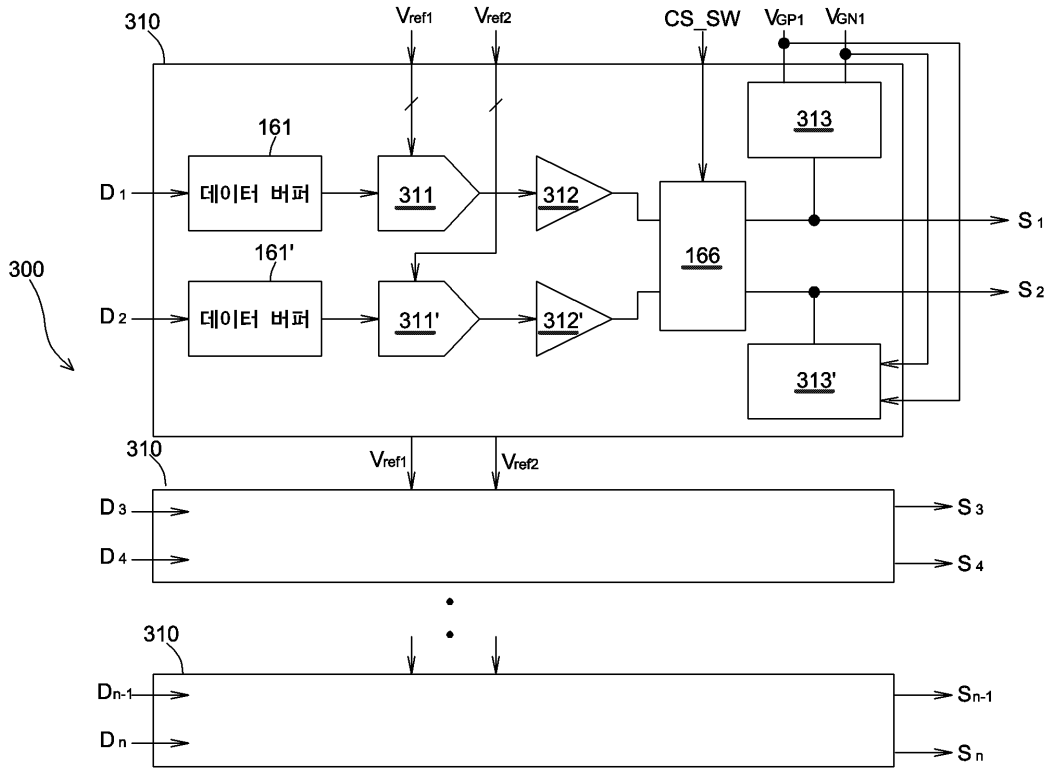 310
Vref1
Vref2
CS_SW
VGP1
VGN1
161
313
D1
데이터 버퍼
311
312
S1
166
161'
300
S2
D2
데이터 버퍼
311'
312'
313'
310
Vref1
Vref2
D3
S3
D4
S4
310
Dn-1
Sn-1
Dn
Sn